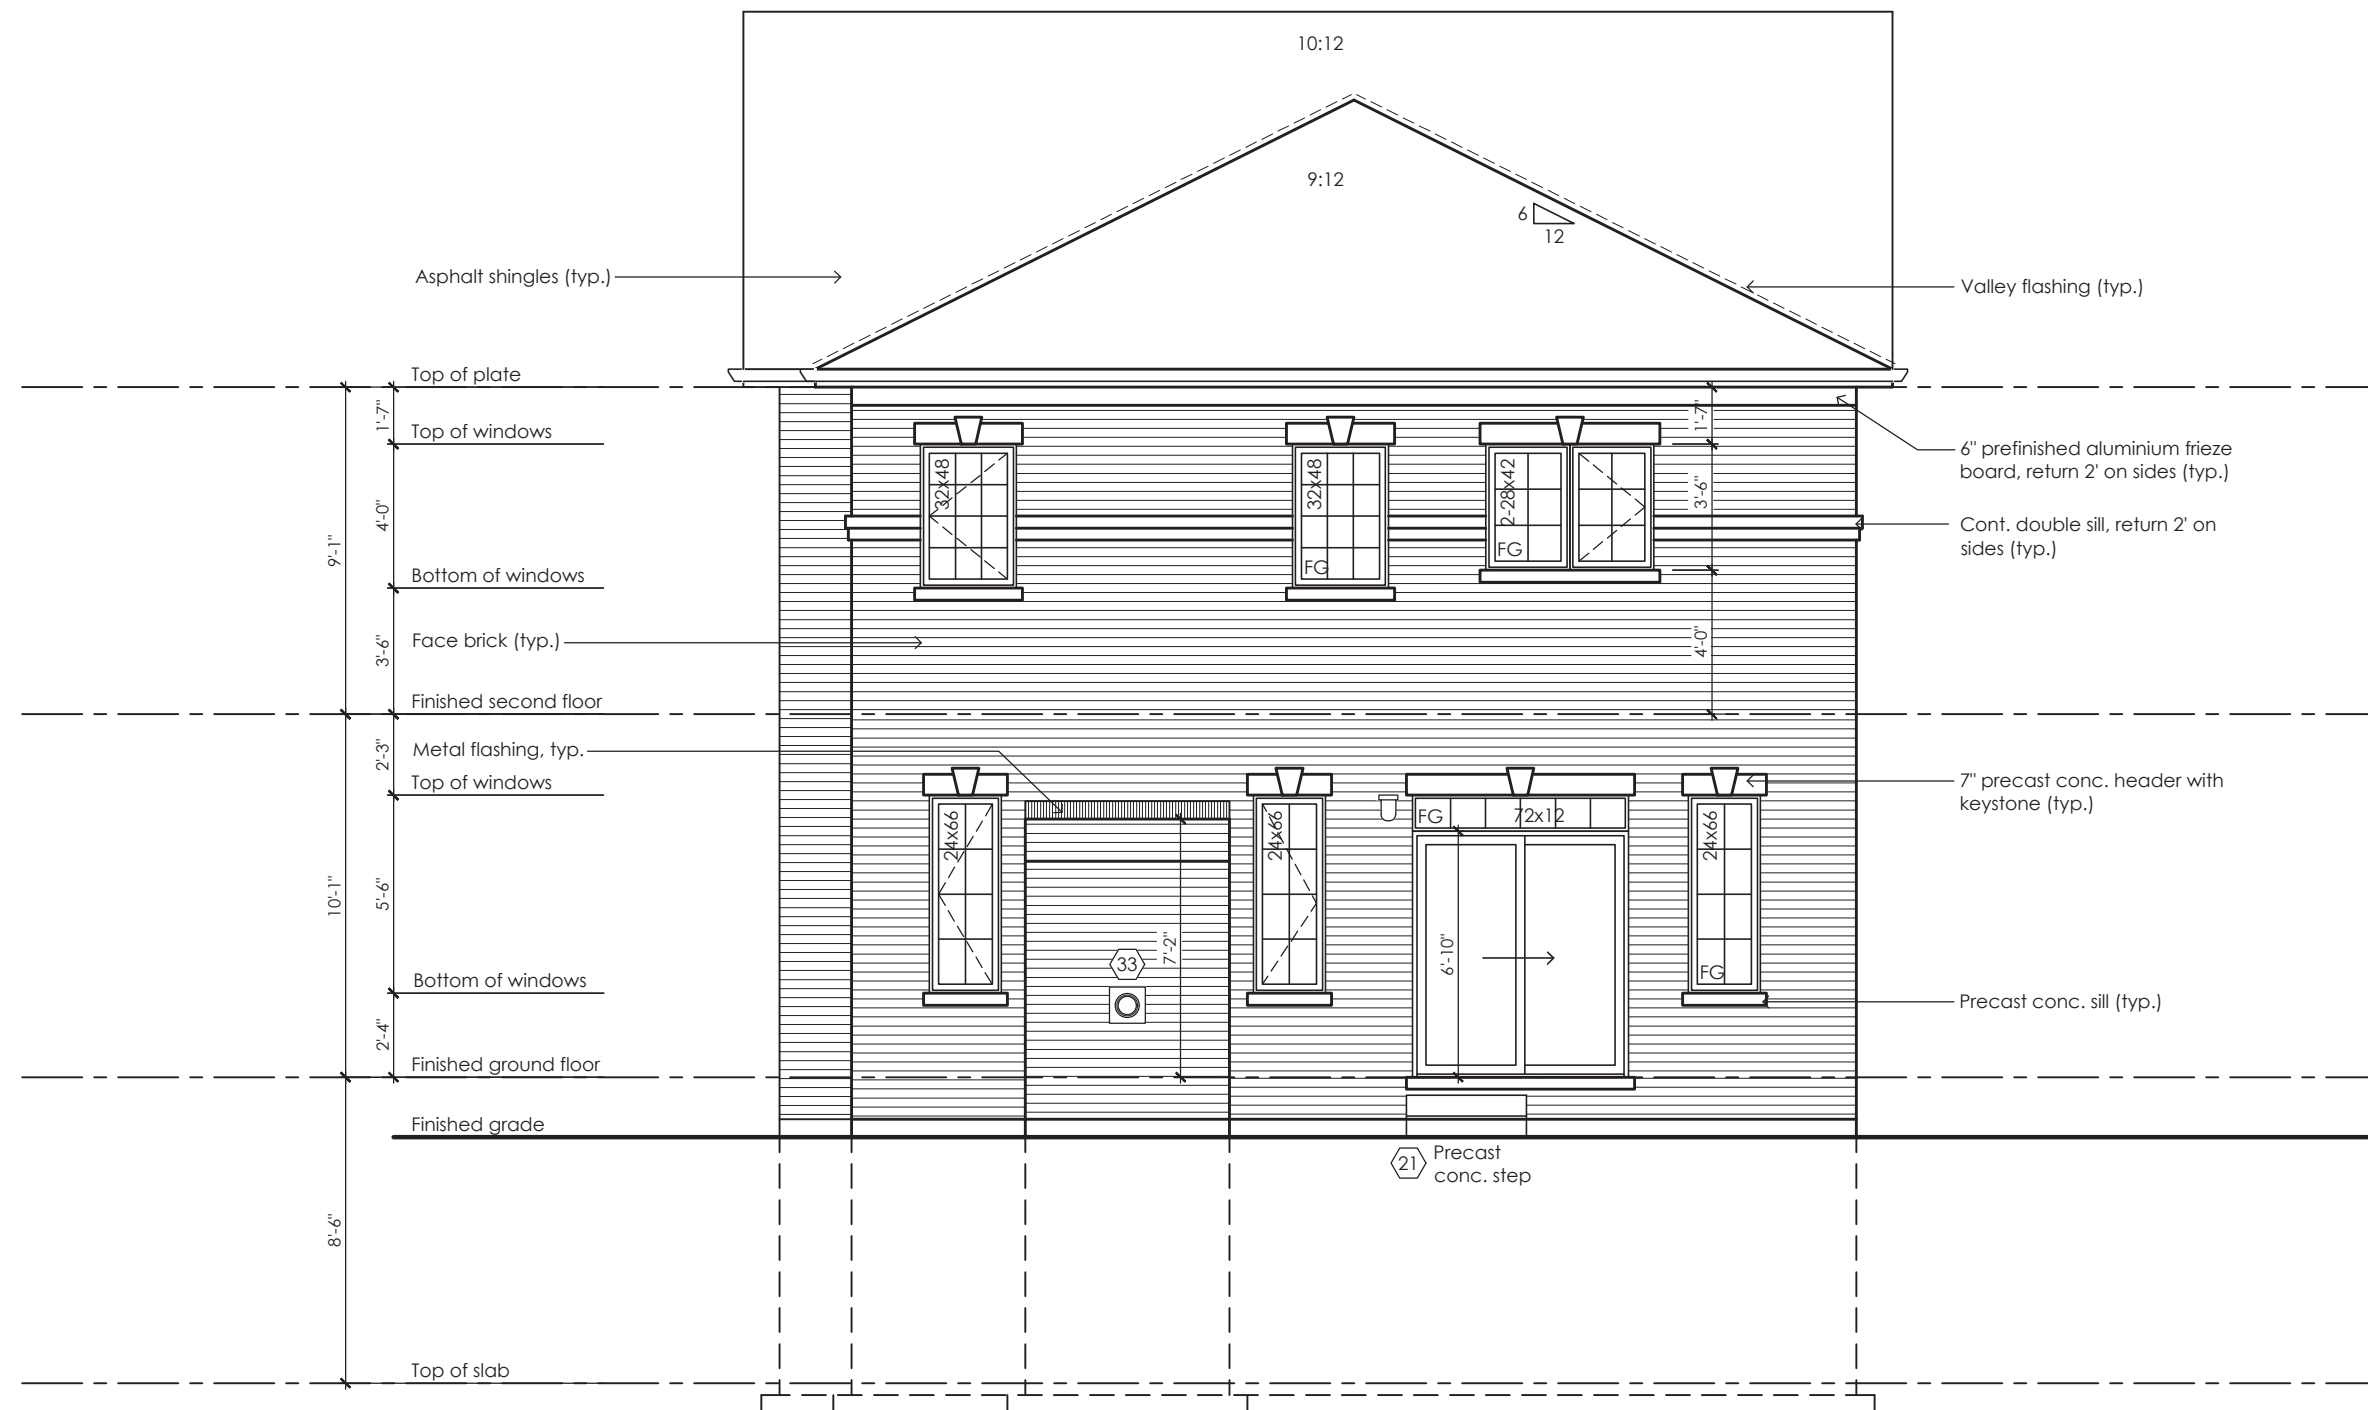 10:12
9:12
6
12
Asphalt shingles (typ.)
Valley flashing (typ.)
Top of plate
1'-7"
1'-7"
Top of windows
6" prefinished aluminium frieze
board, return 2' on sides (typ.)
32x48
32x48
FG
2-28x42
FG
3'-6"
4'-0"
9'-1"
Cont. double sill, return 2' on
sides (typ.)
Bottom of windows
3'-6"
Face brick (typ.)
4'-0"
Finished second floor
2'-3"
Metal flashing, typ.
Top of windows
7" precast conc. header with
keystone (typ.)
24x66
24x66
FG
72x12
24x66
FG
10'-1"
5'-6"
7'-2"
6'-10"
33
Bottom of windows
Precast conc. sill (typ.)
2'-4"
Finished ground floor
Finished grade
21
Precast
conc. step
8'-6"
Top of slab